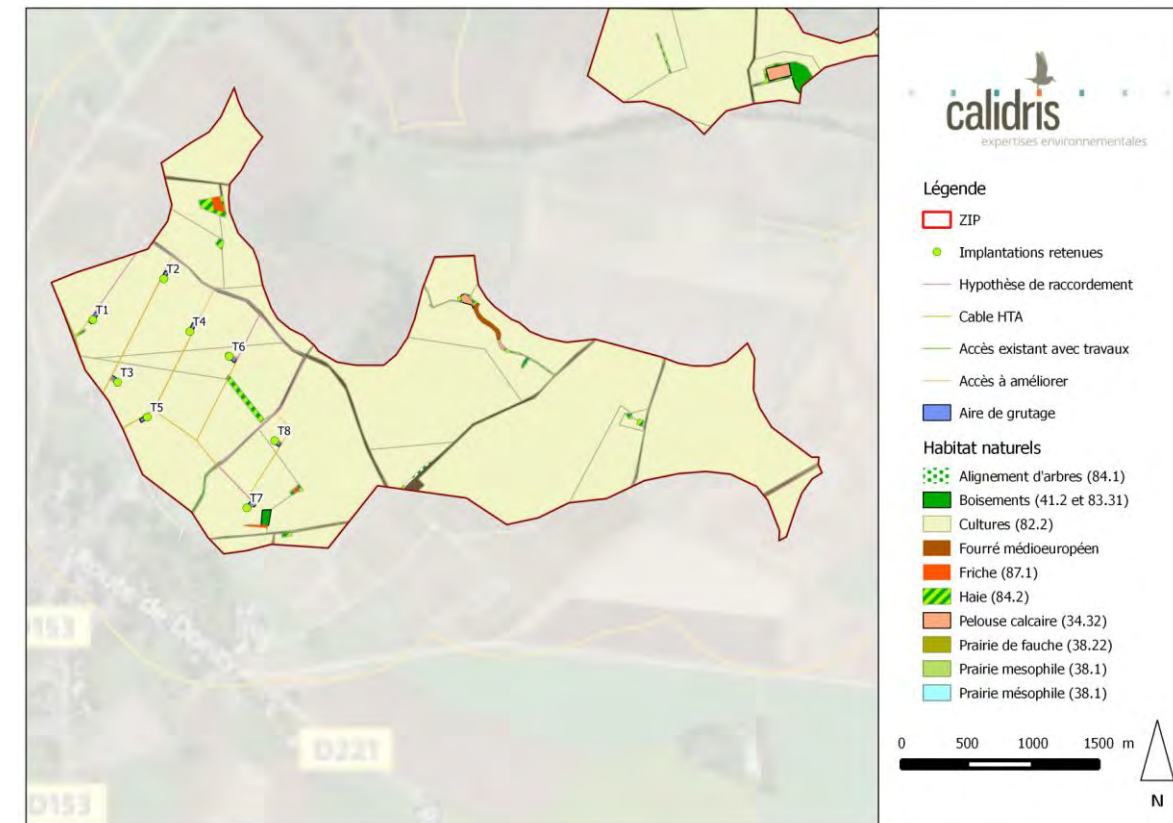 calidris
expertises environnementales
Légende
ZIP
Implantations retenues
Hypothèse de raccordement
Cable HTA
Accès existant avec travaux
Accès à améliorer
Aire de grutage
Habitat naturels
Alignement d'arbres (84.1)
Boisements (41.2 et 83.31)
Cultures (82.2)
Fourré médioeuropéen
Friche (87.1)
Haie (84.2)
Pelouse calcaire (34.32)
Prairie de fauche (38.22)
Prairie mesophile (38.1)
Prairie mésophile (38.1)
0 500 1000 1500 m
N
T2
T1
T4
T6
T3
T5
T8
T7
D153
D221
D153